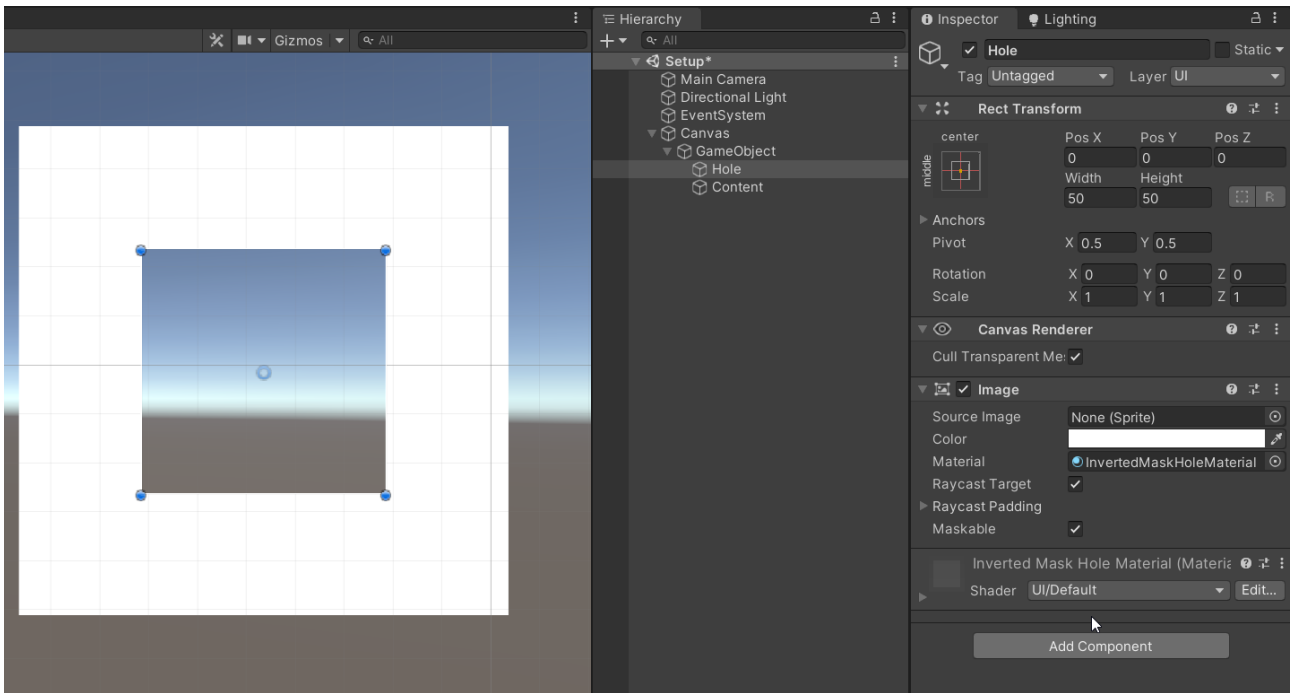 Gizmos All
Hierarchy
All
Setup*
Main Camera
Directional Light
EventSystem
Canvas
GameObject
Hole
Content
Inspector Lighting
Hole Static
Tag Untagged Layer UI
Rect Transform
center Pos X Pos Y Pos Z
middle
0 0 0
Width Height
50 50 R
Anchors
Pivot X 0.5 Y 0.5
Rotation X 0 Y 0 Z 0
Scale X 1 Y 1 Z 1
Canvas Renderer
Cull Transparent Me
Image
Source Image None (Sprite)
Color
Material InvertedMaskHoleMaterial
Raycast Target
Raycast Padding
Maskable
Inverted Mask Hole Material (Materia
Shader UI/Default Edit...
Add Component